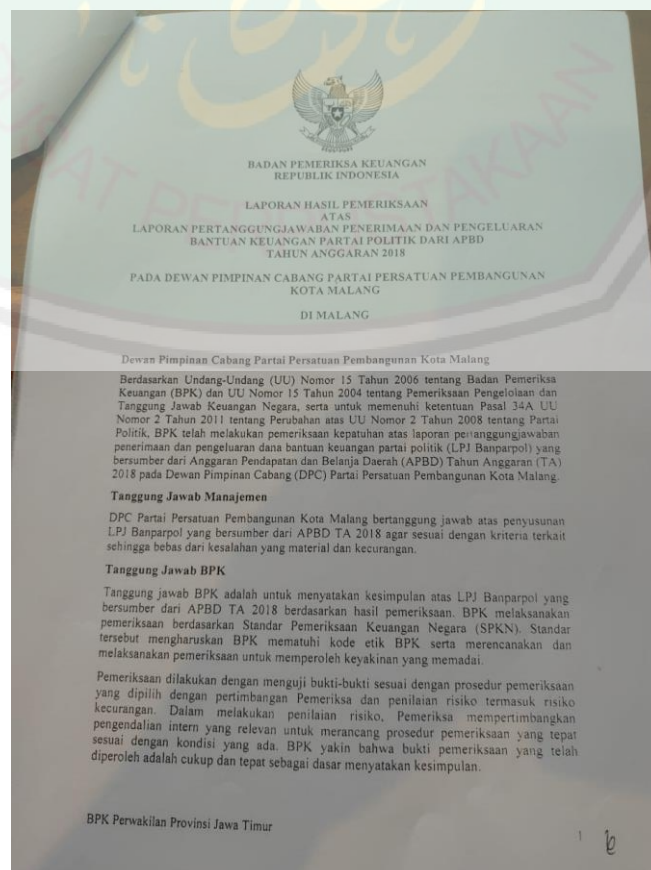 BADAN PEMERIKSA KEUANGAN
REPUBLIK INDONESIA
LAPORAN HASIL PEMERIKSAAN
ATAS
LAPORAN PERTANGGUNGJAWABAN PENERIMAAN DAN PENGELUARAN
BANTUAN KEUANGAN PARTAI POLITIK DARI APBD
TAHUN ANGGARAN 2018
PADA DEWAN PIMPINAN CABANG PARTAI PERSATUAN PEMBANGUNAN
KOTA MALANG
DI MALANG
Dewan Pimpinan Cabang Partai Persatuan Pembangunan Kota Malang
Berdasarkan Undang-Undang (UU) Nomor 15 Tahun 2006 tentang Badan Pemeriksa
Keuangan (BPK) dan UU Nomor 15 Tahun 2004 tentang Pemeriksaan Pengelolaan dan
Tanggung Jawab Keuangan Negara, serta untuk memenuhi ketentuan Pasal 34A UU
Nomor 2 Tahun 2011 tentang Perubahan atas UU Nomor 2 Tahun 2008 tentang Partai
Politik, BPK telah melakukan pemeriksaan kepatuhan atas laporan pertanggungjawaban
penerimaan dan pengeluaran dana bantuan keuangan partai politik (LPJ Banparpol) yang
bersumber dari Anggaran Pendapatan dan Belanja Daerah (APBD) Tahun Anggaran (TA)
2018 pada Dewan Pimpinan Cabang (DPC) Partai Persatuan Pembangunan Kota Malang.
Tanggung Jawab Manajemen
DPC Partai Persatuan Pembangunan Kota Malang bertanggung jawab atas penyusunan
LPJ Banparpol yang bersumber dari APBD TA 2018 agar sesuai dengan kriteria terkait
sehingga bebas dari kesalahan yang material dan kecurangan.
Tanggung Jawab BPK
Tanggung jawab BPK adalah untuk menyatakan kesimpulan atas LPJ Banparpol yang
bersumber dari APBD TA 2018 berdasarkan hasil pemeriksaan. BPK melaksanakan
pemeriksaan berdasarkan Standar Pemeriksaan Keuangan Negara (SPKN). Standar
tersebut mengharuskan BPK mematuhi kode etik BPK serta merencanakan dan
melaksanakan pemeriksaan untuk memperoleh keyakinan yang memadai.
Pemeriksaan dilakukan dengan menguji bukti-bukti sesuai dengan prosedur pemeriksaan
yang dipilih dengan pertimbangan Pemeriksa dan penilaian risiko termasuk risiko
kecurangan. Dalam melakukan penilaian risiko, Pemeriksa mempertimbangkan
pengendalian intern yang relevan untuk merancang prosedur pemeriksaan yang tepat
sesuai dengan kondisi yang ada. BPK yakin bahwa bukti pemeriksaan yang telah
diperoleh adalah cukup dan tepat sebagai dasar menyatakan kesimpulan.
BPK Perwakilan Provinsi Jawa Timur
1